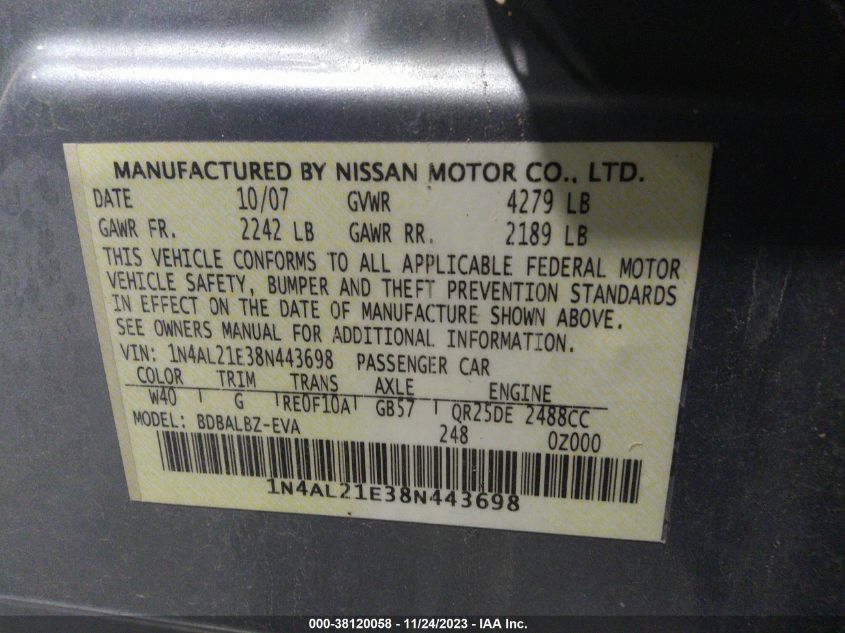 MANUFACTURED BY NISSAN MOTOR CO., LTD.
DATE 10/07 GVWR 4279 LB
GAWR FR. 2242 LB GAWR RR. 2189 LB
THIS VEHICLE CONFORMS TO ALL APPLICABLE FEDERAL MOTOR
VEHICLE SAFETY, BUMPER AND THEFT PREVENTION STANDARDS
IN EFFECT ON THE DATE OF MANUFACTURE SHOWN ABOVE.
SEE OWNERS MANUAL FOR ADDITIONAL INFORMATION.
VIN: 1N4AL21E38N443698 PASSENGER CAR
COLOR TRIM TRANS AXLE ENGINE
W40 G RE0F10A GB57 QR25DE 2488CC
MODEL: BDBALBZ-EVA 248 0Z000
1N4AL21E38N443698
000-38120058 - 11/24/2023 - IAA Inc.